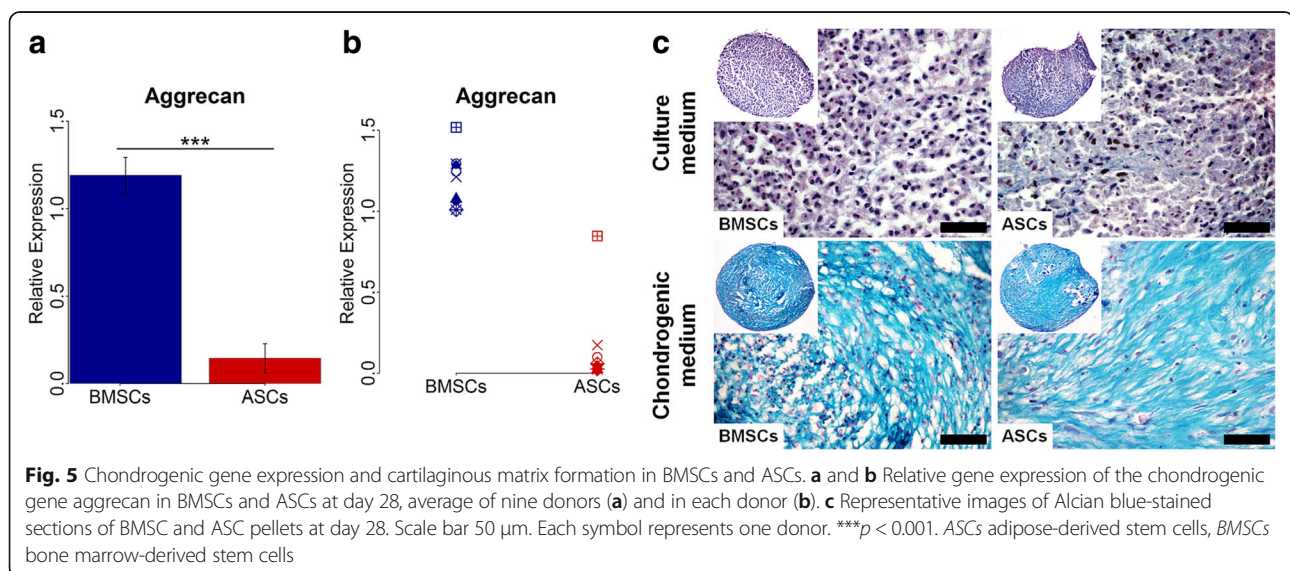 a
b
c
Aggrecan
Relative Expression
0.0
0.5
1.0
1.5
***
BMSCs
ASCs
Aggrecan
Relative Expression
0.0
0.5
1.0
1.5
BMSCs
ASCs
Culture
medium
BMSCs
ASCs
Chondrogenic
medium
BMSCs
ASCs
Fig. 5 Chondrogenic gene expression and cartilaginous matrix formation in BMSCs and ASCs. a and b Relative gene expression of the chondrogenic
gene aggrecan in BMSCs and ASCs at day 28, average of nine donors (a) and in each donor (b). c Representative images of Alcian blue-stained
sections of BMSC and ASC pellets at day 28. Scale bar 50 μm. Each symbol represents one donor. ***p < 0.001. ASCs adipose-derived stem cells, BMSCs
bone marrow-derived stem cells